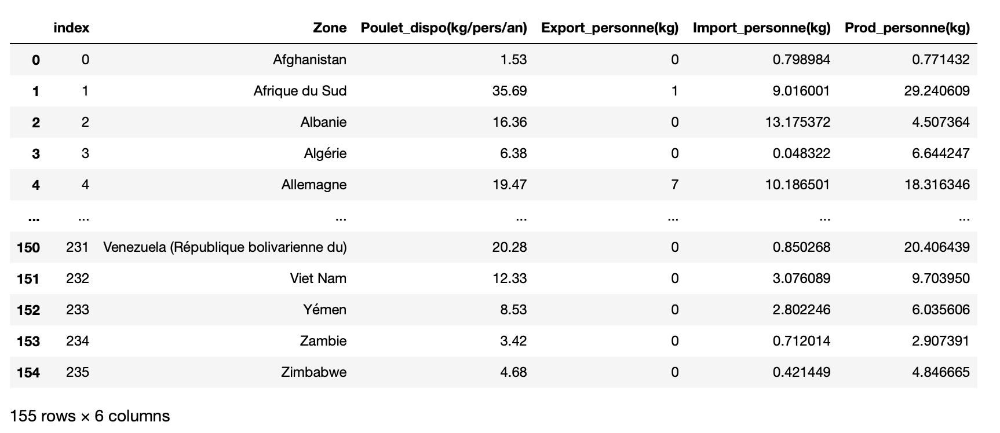 index Zone Poulet_dispo(kg/pers/an) Export_personne(kg) Import_personne(kg) Prod_personne(kg)
0 0 Afghanistan 1.53 0 0.798984 0.771432
1 1 Afrique du Sud 35.69 1 9.016001 29.240609
2 2 Albanie 16.36 0 13.175372 4.507364
3 3 Algérie 6.38 0 0.048322 6.644247
4 4 Allemagne 19.47 7 10.186501 18.316346
... ... ... ... ... ... ...
150 231 Venezuela (République bolivarienne du) 20.28 0 0.850268 20.406439
151 232 Viet Nam 12.33 0 3.076089 9.703950
152 233 Yémen 8.53 0 2.802246 6.035606
153 234 Zambie 3.42 0 0.712014 2.907391
154 235 Zimbabwe 4.68 0 0.421449 4.846665
155 rows × 6 columns